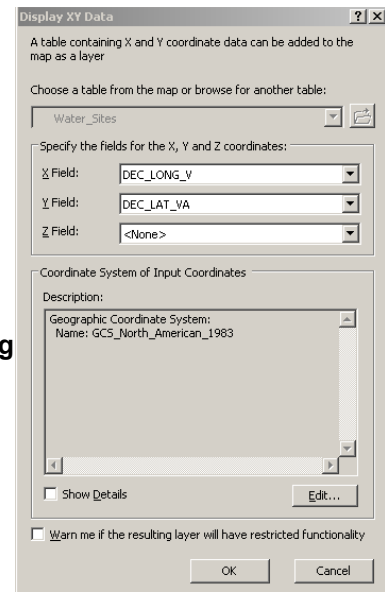 Display XY Data
? X
A table containing X and Y coordinate data can be added to the
map as a layer
Choose a table from the map or browse for another table:
Water_Sites
Specify the fields for the X, Y and Z coordinates:
X Field: DEC_LONG_V
Y Field: DEC_LAT_VA
Z Field: <None>
Coordinate System of Input Coordinates
Description:
Geographic Coordinate System:
Name: GCS_North_American_1983
g
Show Details
Edit...
Warn me if the resulting layer will have restricted functionality
OK
Cancel